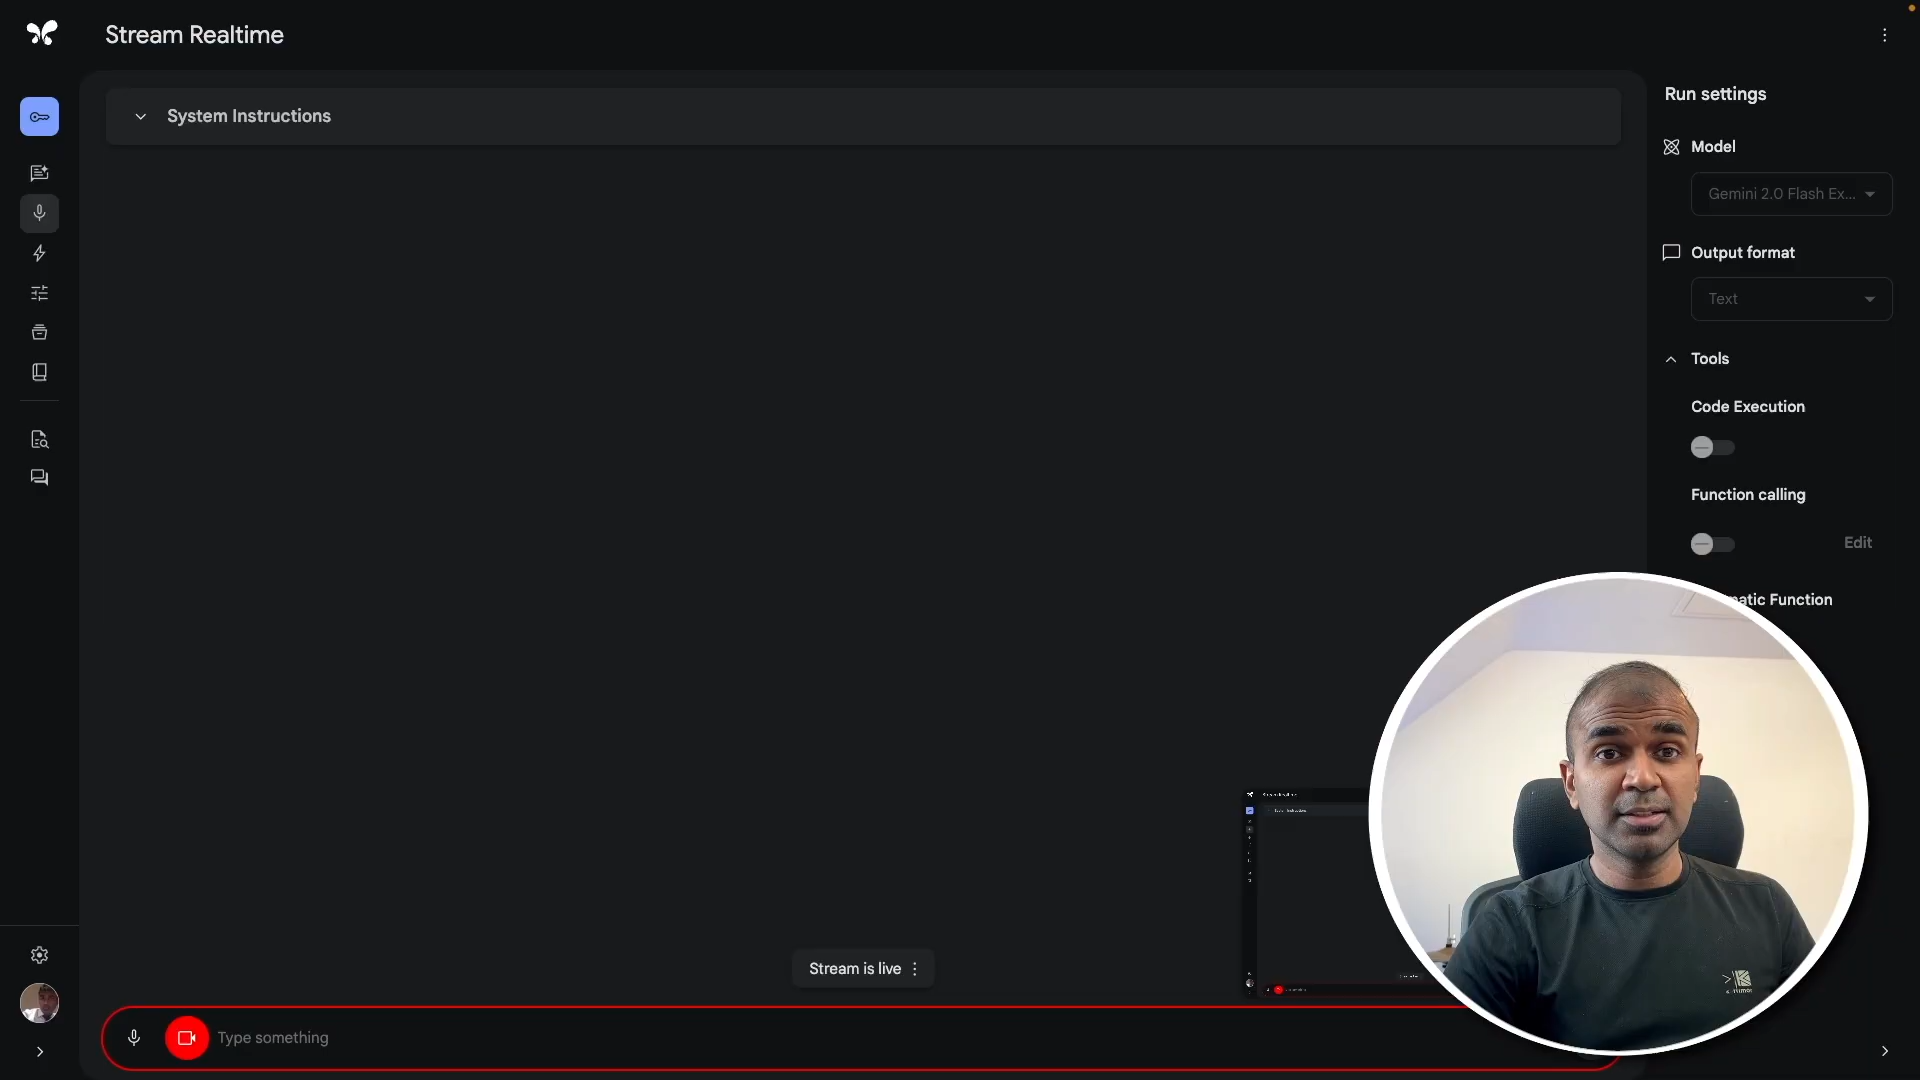 Stream Realtime
System Instructions
Run settings
Model
Gemini 2.0 Flash Ex...
Output format
Text
Tools
Code Execution
Function calling
Edit
Function
Stream is live
Type something